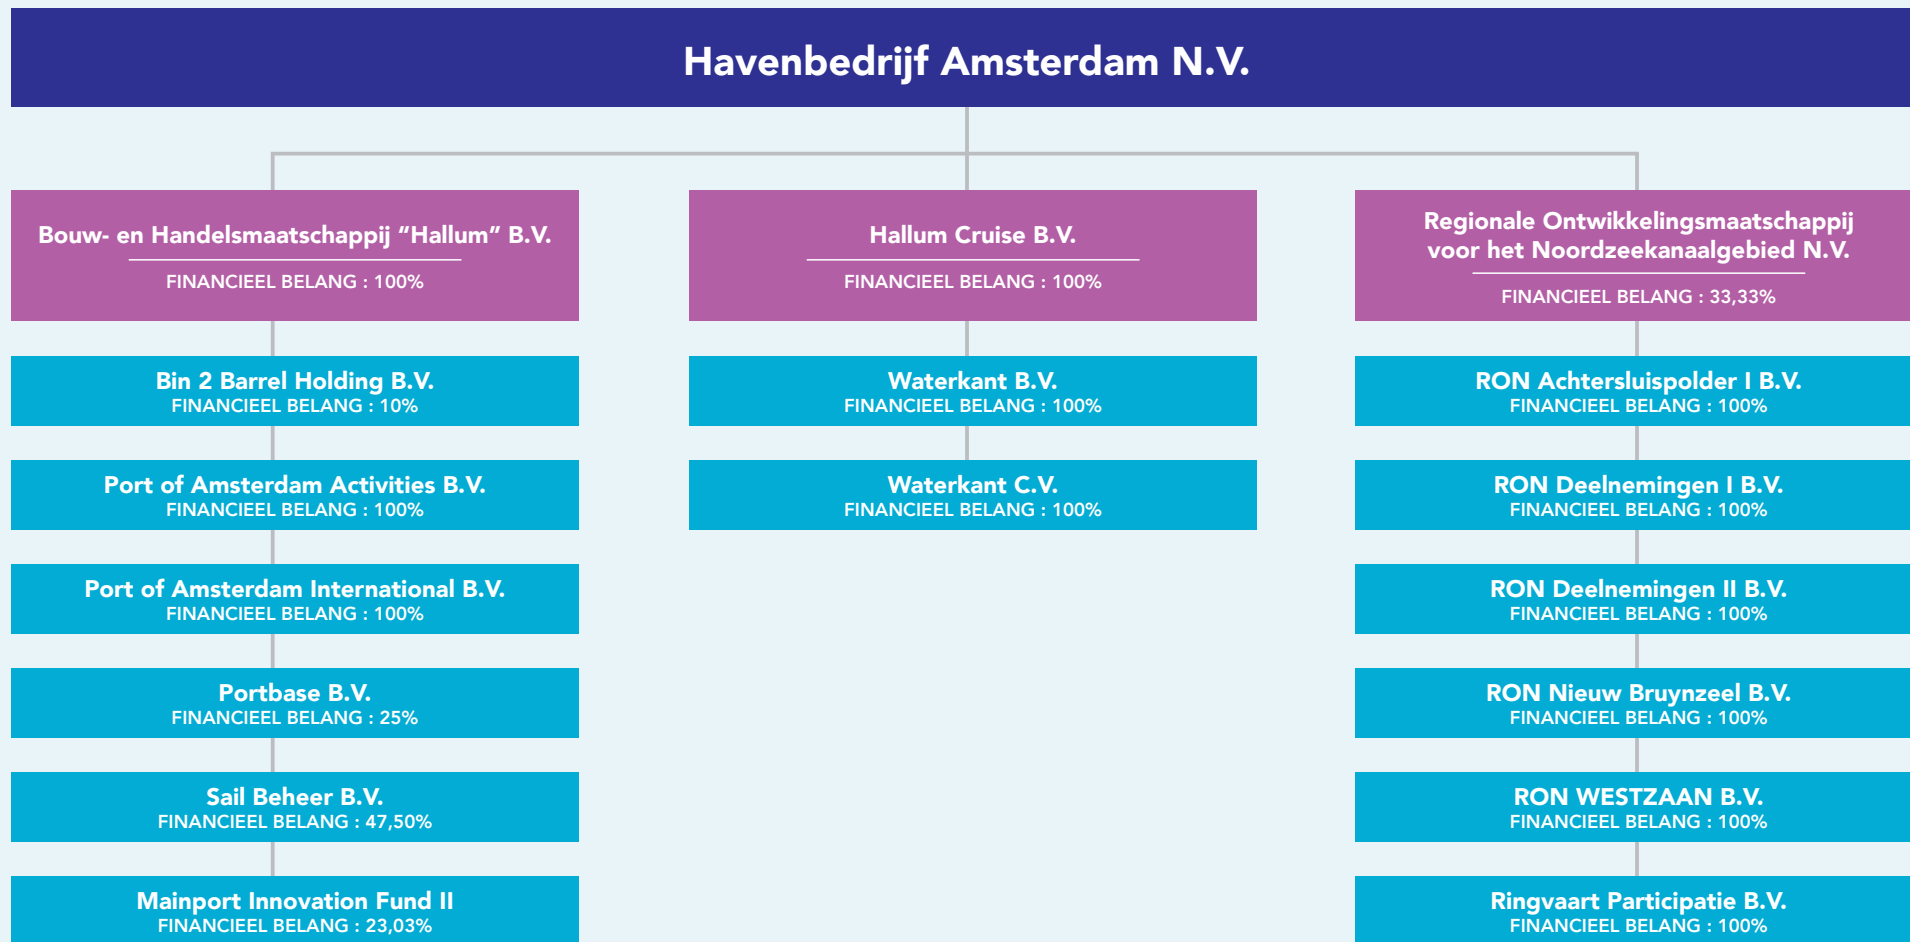 Havenbedrijf Amsterdam N.V.
Bouw- en Handelsmaatschappij “Hallum” B.V.
FINANCIEEL BELANG : 100%
Bin 2 Barrel Holding B.V.
FINANCIEEL BELANG : 10%
Port of Amsterdam Activities B.V.
FINANCIEEL BELANG : 100%
Port of Amsterdam International B.V.
FINANCIEEL BELANG : 100%
Portbase B.V.
FINANCIEEL BELANG : 25%
Sail Beheer B.V.
FINANCIEEL BELANG : 47,50%
Mainport Innovation Fund II
FINANCIEEL BELANG : 23,03%
Hallum Cruise B.V.
FINANCIEEL BELANG : 100%
Waterkant B.V.
FINANCIEEL BELANG : 100%
Waterkant C.V.
FINANCIEEL BELANG : 100%
Regionale Ontwikkelingsmaatschappij
voor het Noordzeekanaalgebied N.V.
FINANCIEEL BELANG : 33,33%
RON Achtersluispolder I B.V.
FINANCIEEL BELANG : 100%
RON Deelnemingen I B.V.
FINANCIEEL BELANG : 100%
RON Deelnemingen II B.V.
FINANCIEEL BELANG : 100%
RON Nieuw Bruynzeel B.V.
FINANCIEEL BELANG : 100%
RON WESTZAAN B.V.
FINANCIEEL BELANG : 100%
Ringvaart Participatie B.V.
FINANCIEEL BELANG : 100%